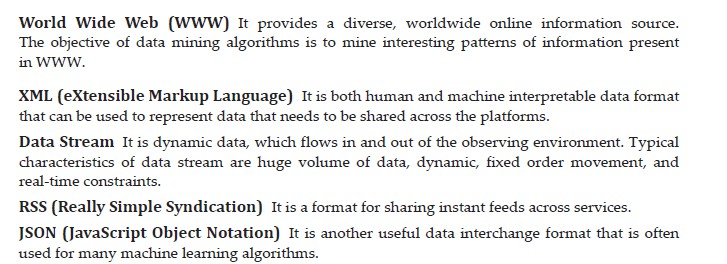 World Wide Web (WWW) It provides a diverse, worldwide online information source.
The objective of data mining algorithms is to mine interesting patterns of information present
in WWW.
XML (eXtensible Markup Language) It is both human and machine interpretable data format
that can be used to represent data that needs to be shared across the platforms.
Data Stream It is dynamic data, which flows in and out of the observing environment. Typical
characteristics of data stream are huge volume of data, dynamic, fixed order movement, and
real-time constraints.
RSS (Really Simple Syndication) It is a format for sharing instant feeds across services.
JSON (JavaScript Object Notation) It is another useful data interchange format that is often
used for many machine learning algorithms.